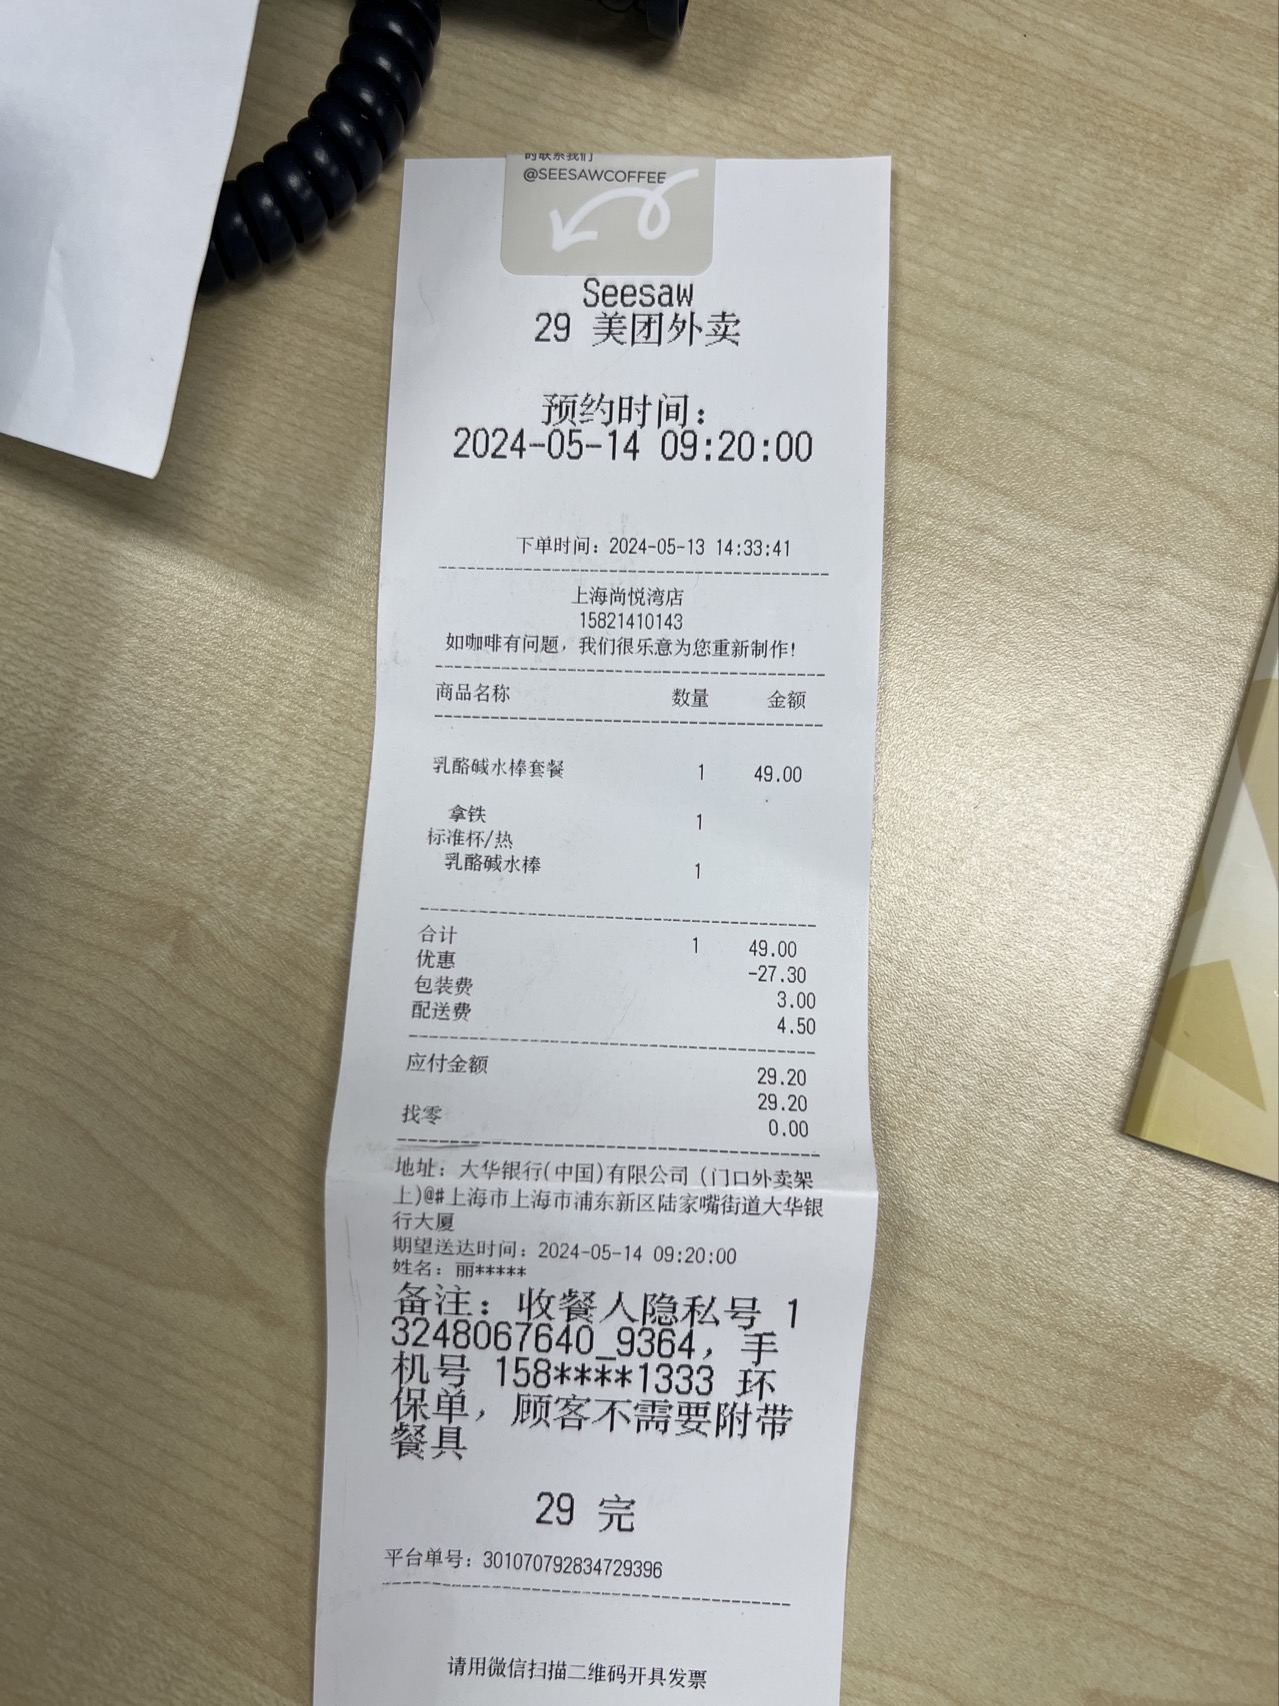 时联系我们
@SEESAWCOFFEE
Seesaw
29 美团外卖
预约时间：
2024-05-14 09:20:00
下单时间：2024-05-13 14:33:41
上海尚悦湾店
15821410143
如咖啡有问题，我们很乐意为您重新制作！
商品名称 数量 金额
乳酪碱水棒套餐 1 49.00
拿铁 1
标准杯/热
乳酪碱水棒 1
合计 1 49.00
优惠 -27.30
包装费 3.00
配送费 4.50
应付金额 29.20
29.20
找零 0.00
地址：大华银行(中国)有限公司 (门口外卖架
上)@#上海市上海市浦东新区陆家嘴街道大华银
行大厦
期望送达时间：2024-05-14 09:20:00
姓名：丽*****
备注：收餐人隐私号 1
3248067640_9364，手
机号 158****1333 环
保单，顾客不需要附带
餐具
29 完
平台单号：301070792834729396
请用微信扫描二维码开具发票